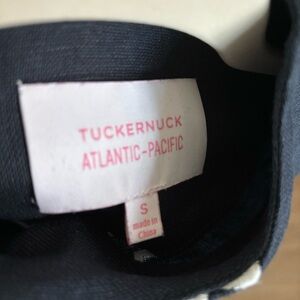 TUCKERNUCK
ATLANTIC-PACIFIC
S
made in
China